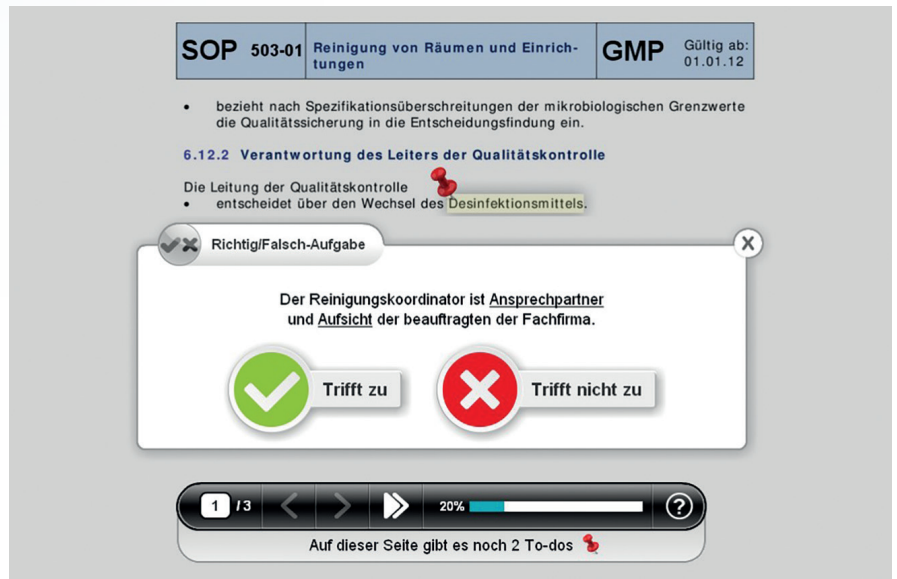 SOP 503-01 Reinigung von Räumen und Einrich-
tungen
GMP Gültig ab:
01.01.12
• bezieht nach Spezifikationsüberschreitungen der mikrobiologischen Grenzwerte
die Qualitätssicherung in die Entscheidungsfindung ein.
6.12.2 Verantwortung des Leiters der Qualitätskontrolle
Die Leitung der Qualitätskontrolle
• entscheidet über den Wechsel des Desinfektionsmittels.
Richtig/Falsch-Aufgabe
X
Der Reinigungskoordinator ist Ansprechpartner
und Aufsicht der beauftragten der Fachfirma.
Trifft zu
Trifft nicht zu
1 / 3
20%
?
Auf dieser Seite gibt es noch 2 To-dos